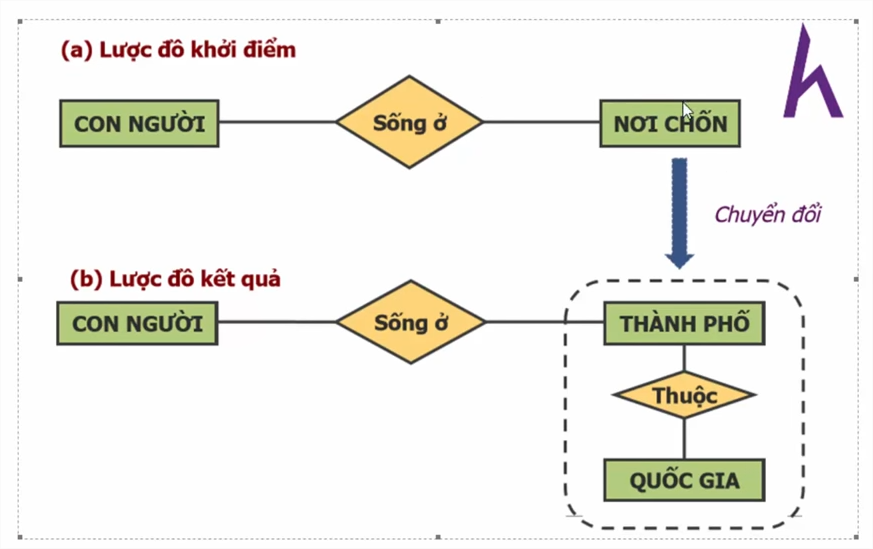 (a) Lược đồ khởi điểm
CON NGƯỜI
Sống ở
NƠI CHỐN
Chuyển đổi
(b) Lược đồ kết quả
CON NGƯỜI
Sống ở
THÀNH PHỐ
Thuộc
QUỐC GIA